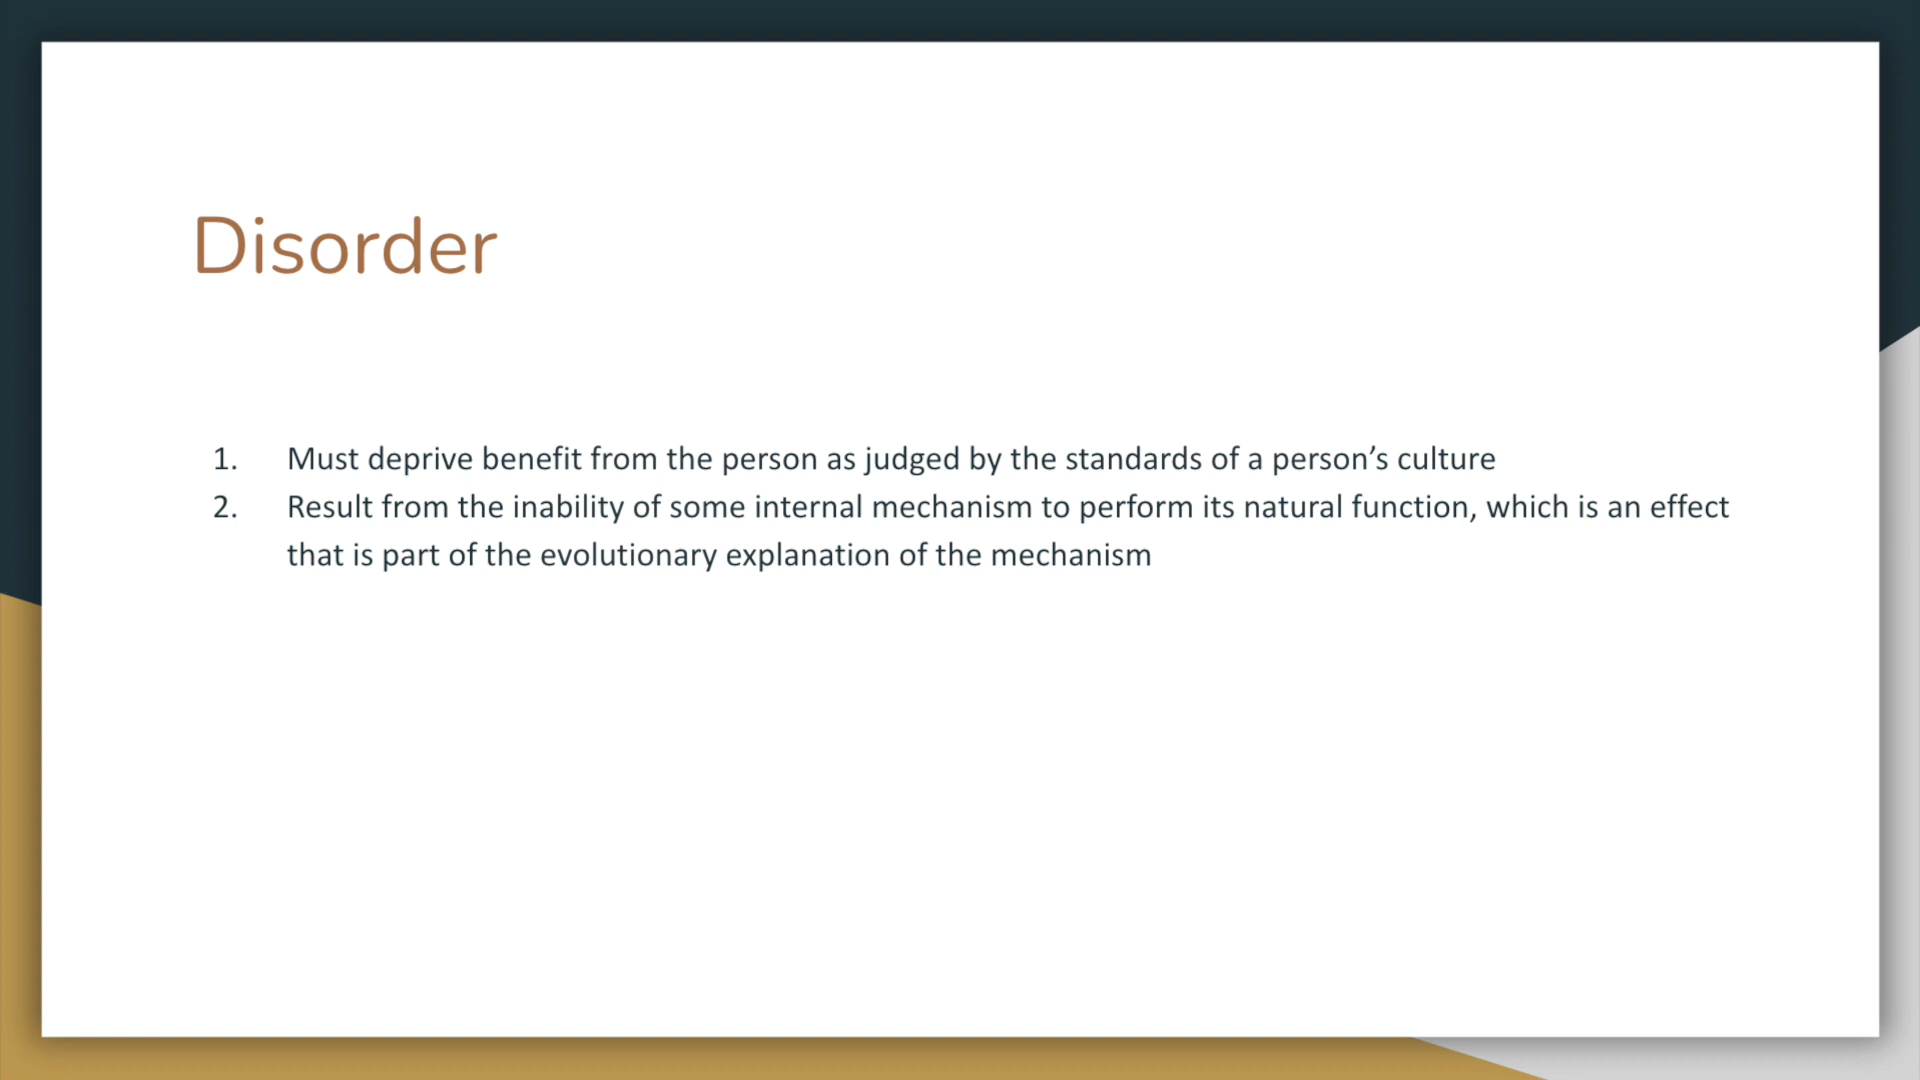 Disorder
1. Must deprive benefit from the person as judged by the standards of a person’s culture
2. Result from the inability of some internal mechanism to perform its natural function, which is an effect
that is part of the evolutionary explanation of the mechanism